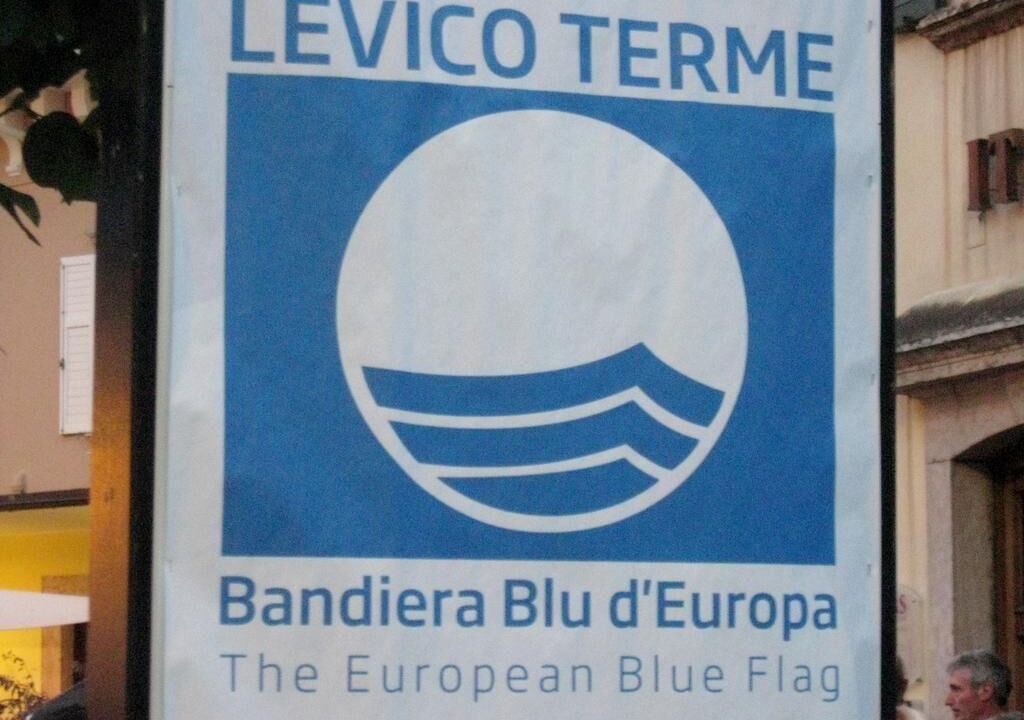 LEVICO TERME
Bandiera Blu d'Europa
The European Blue Flag